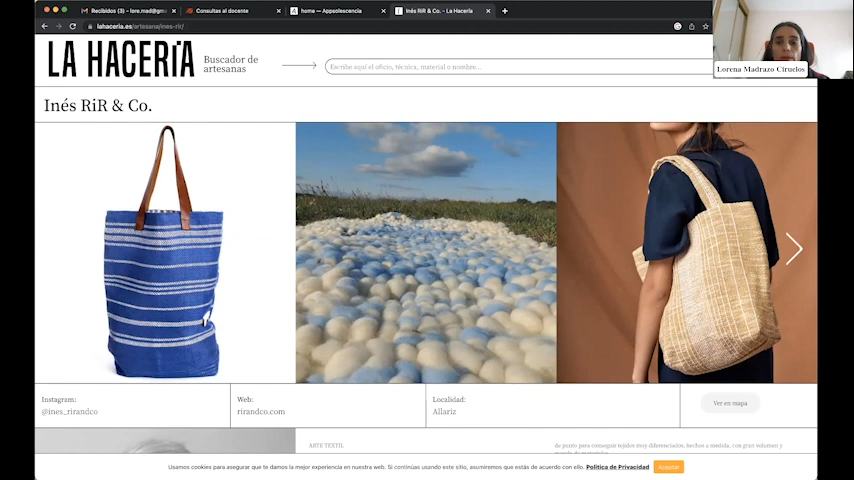 Recibidos (3) – lore.mad@gm
Consultas al docente
home — Appsolescencia
Inés RiR & Co. - La Hacería
lahaceria.es/artesana/ines-rir/
LA HACERÍA
Buscador de
artesanas
Escribe aquí el oficio, técnica, material o nombre...
Lorena Madrazo Ciruelos
Inés RiR & Co.
Instagram:
@ines_rirandco
Web:
rirandco.com
Localidad:
Allariz
Ver en mapa
ARTE TEXTIL
de punto para conseguir tejidos muy diferenciados, hechos a medida, con gran volumen y
Usamos cookies para asegurar que te damos la mejor experiencia en nuestra web. Si continúas usando este sitio, asumiremos que estás de acuerdo con ello. Política de Privacidad
Aceptar